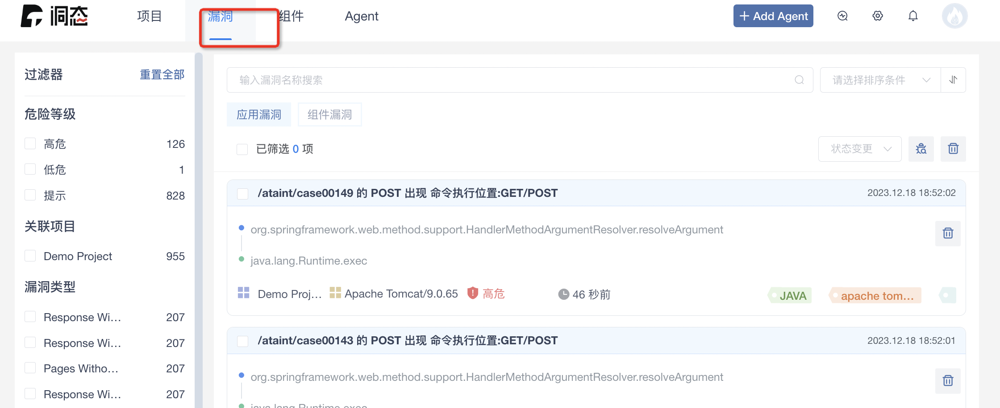 洞态
项目
漏洞
组件
Agent
Add Agent
过滤器
重置全部
危险等级
高危 126
低危 1
提示 828
关联项目
Demo Project 955
漏洞类型
Response Wi... 207
Response Wi... 207
Pages Witho... 207
Response Wi... 207
输入漏洞名称搜索
请选择排序条件
应用漏洞
组件漏洞
已筛选 0 项
状态变更
/ataint/case00149 的 POST 出现 命令执行位置:GET/POST
2023.12.18 18:52:02
org.springframework.web.method.support.HandlerMethodArgumentResolver.resolveArgument
java.lang.Runtime.exec
Demo Proj...
Apache Tomcat/9.0.65
高危
46 秒前
JAVA
apache tom...
/ataint/case00143 的 POST 出现 命令执行位置:GET/POST
2023.12.18 18:52:01
org.springframework.web.method.support.HandlerMethodArgumentResolver.resolveArgument
java.lang.Runtime.exec